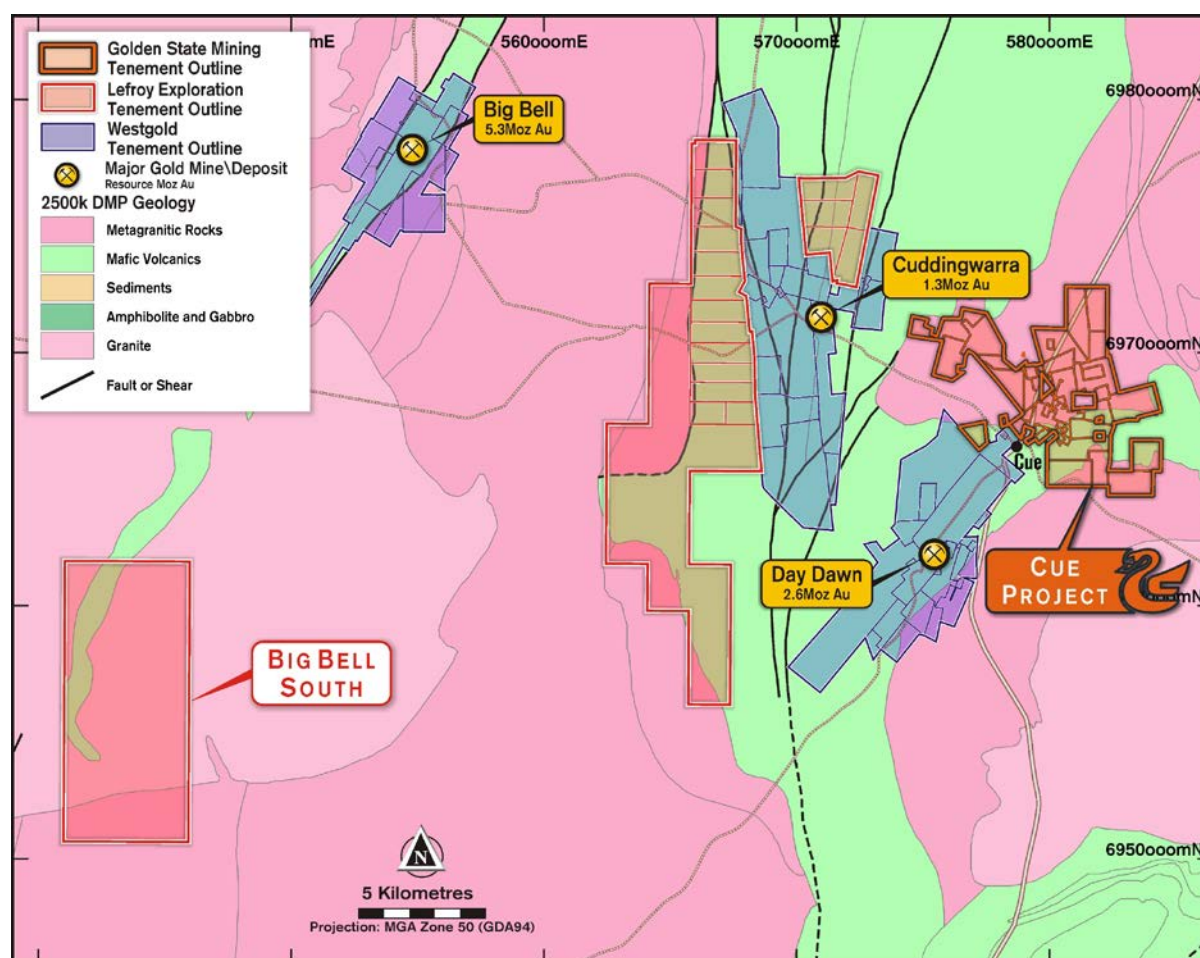 Golden State Mining
Tenement Outline
Lefroy Exploration
Tenement Outline
Westgold
Tenement Outline
Major Gold Mine\Deposit
Resource Moz Au
2500k DMP Geology
Metagranitic Rocks
Mafic Volcanics
Sediments
Amphibolite and Gabbro
Granite
Fault or Shear
mE
560000mE
570000mE
580000mE
6980000mN
Big Bell
5.3Moz Au
Cuddingwarra
1.3Moz Au
6970000mN
Cue
Day Dawn
2.6Moz Au
CUE
PROJECT
mN
BIG BELL
SOUTH
6950000mN
N
5 Kilometres
Projection: MGA Zone 50 (GDA94)